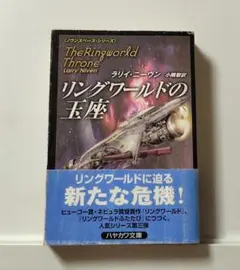 〈ノウンスペース・シリーズ〉
The Ringworld
Throne
Larry Niven
ラリイ・ニーヴン
小隅黎訳
リングワールドの
玉座
リングワールドに迫る
新たな危機!
ヒューゴー賞・ネビュラ賞受賞作『リングワールド』、
『リングワールドふたたび』につづく、
人気シリーズ第三弾
ハヤカワ文庫